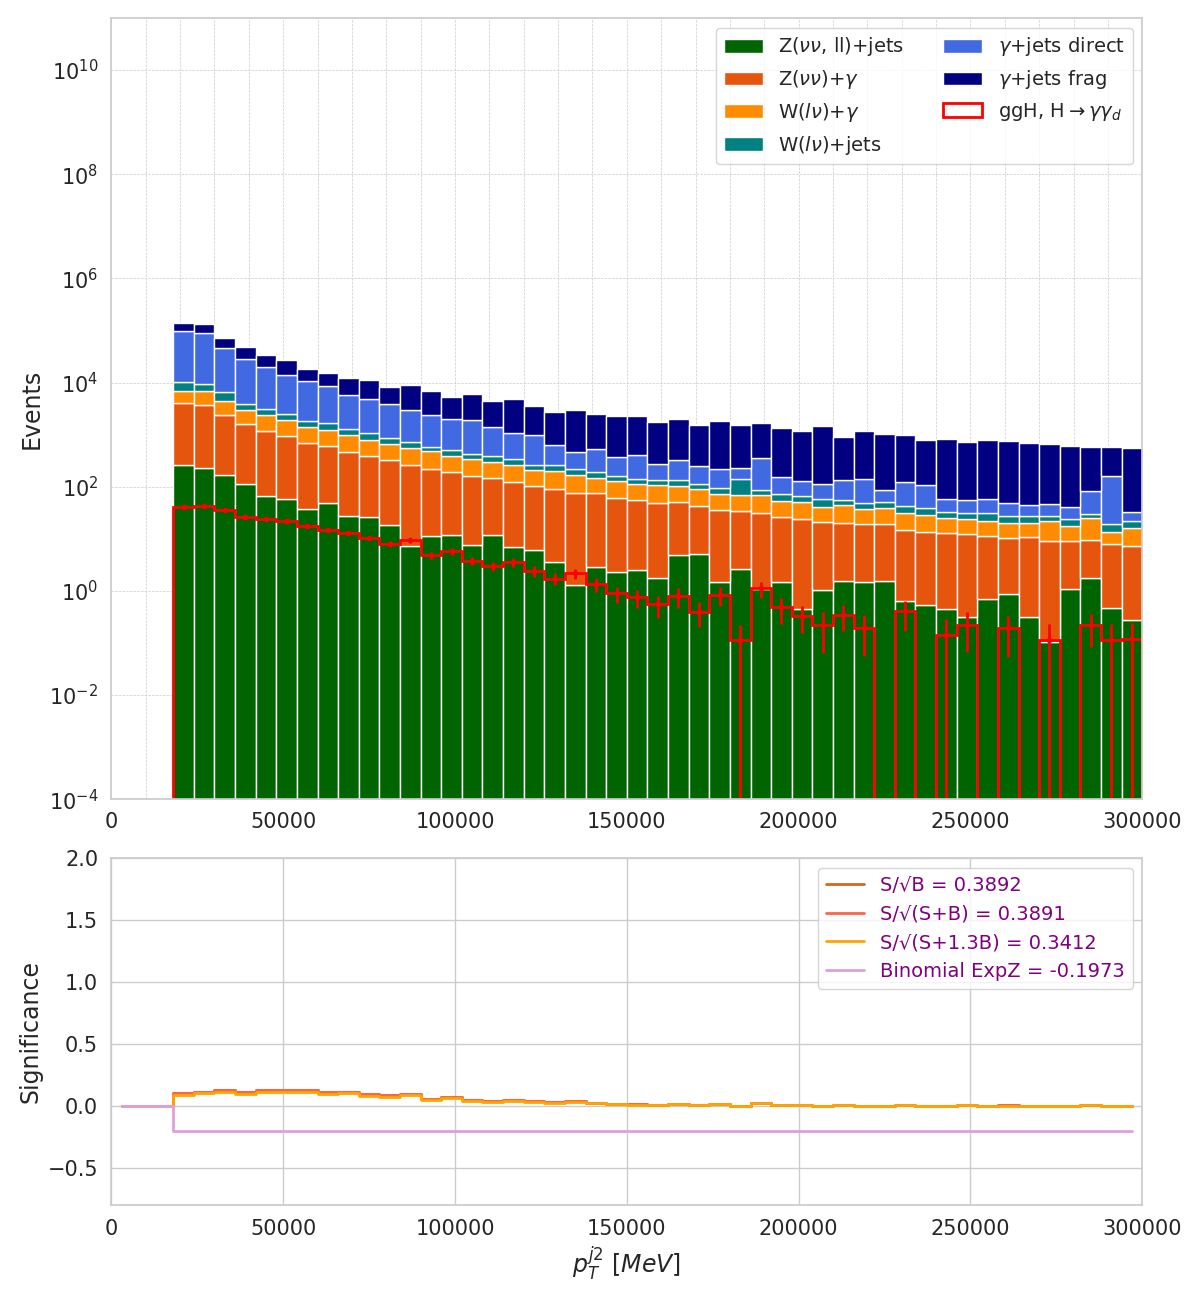 Z(νν, ll)+jets
Z(νν)+γ
W(lν)+γ
W(lν)+jets
γ+jets direct
γ+jets frag
ggH, H→γγ_d
Events
10^10
10^8
10^6
10^4
10^2
10^0
10^−2
10^−4
0 50000 100000 150000 200000 250000 300000
S/√B = 0.3892
S/√(S+B) = 0.3891
S/√(S+1.3B) = 0.3412
Binomial ExpZ = -0.1973
Significance
2.0
1.5
1.0
0.5
0.0
−0.5
0 50000 100000 150000 200000 250000 300000
p_T^j2 [MeV]